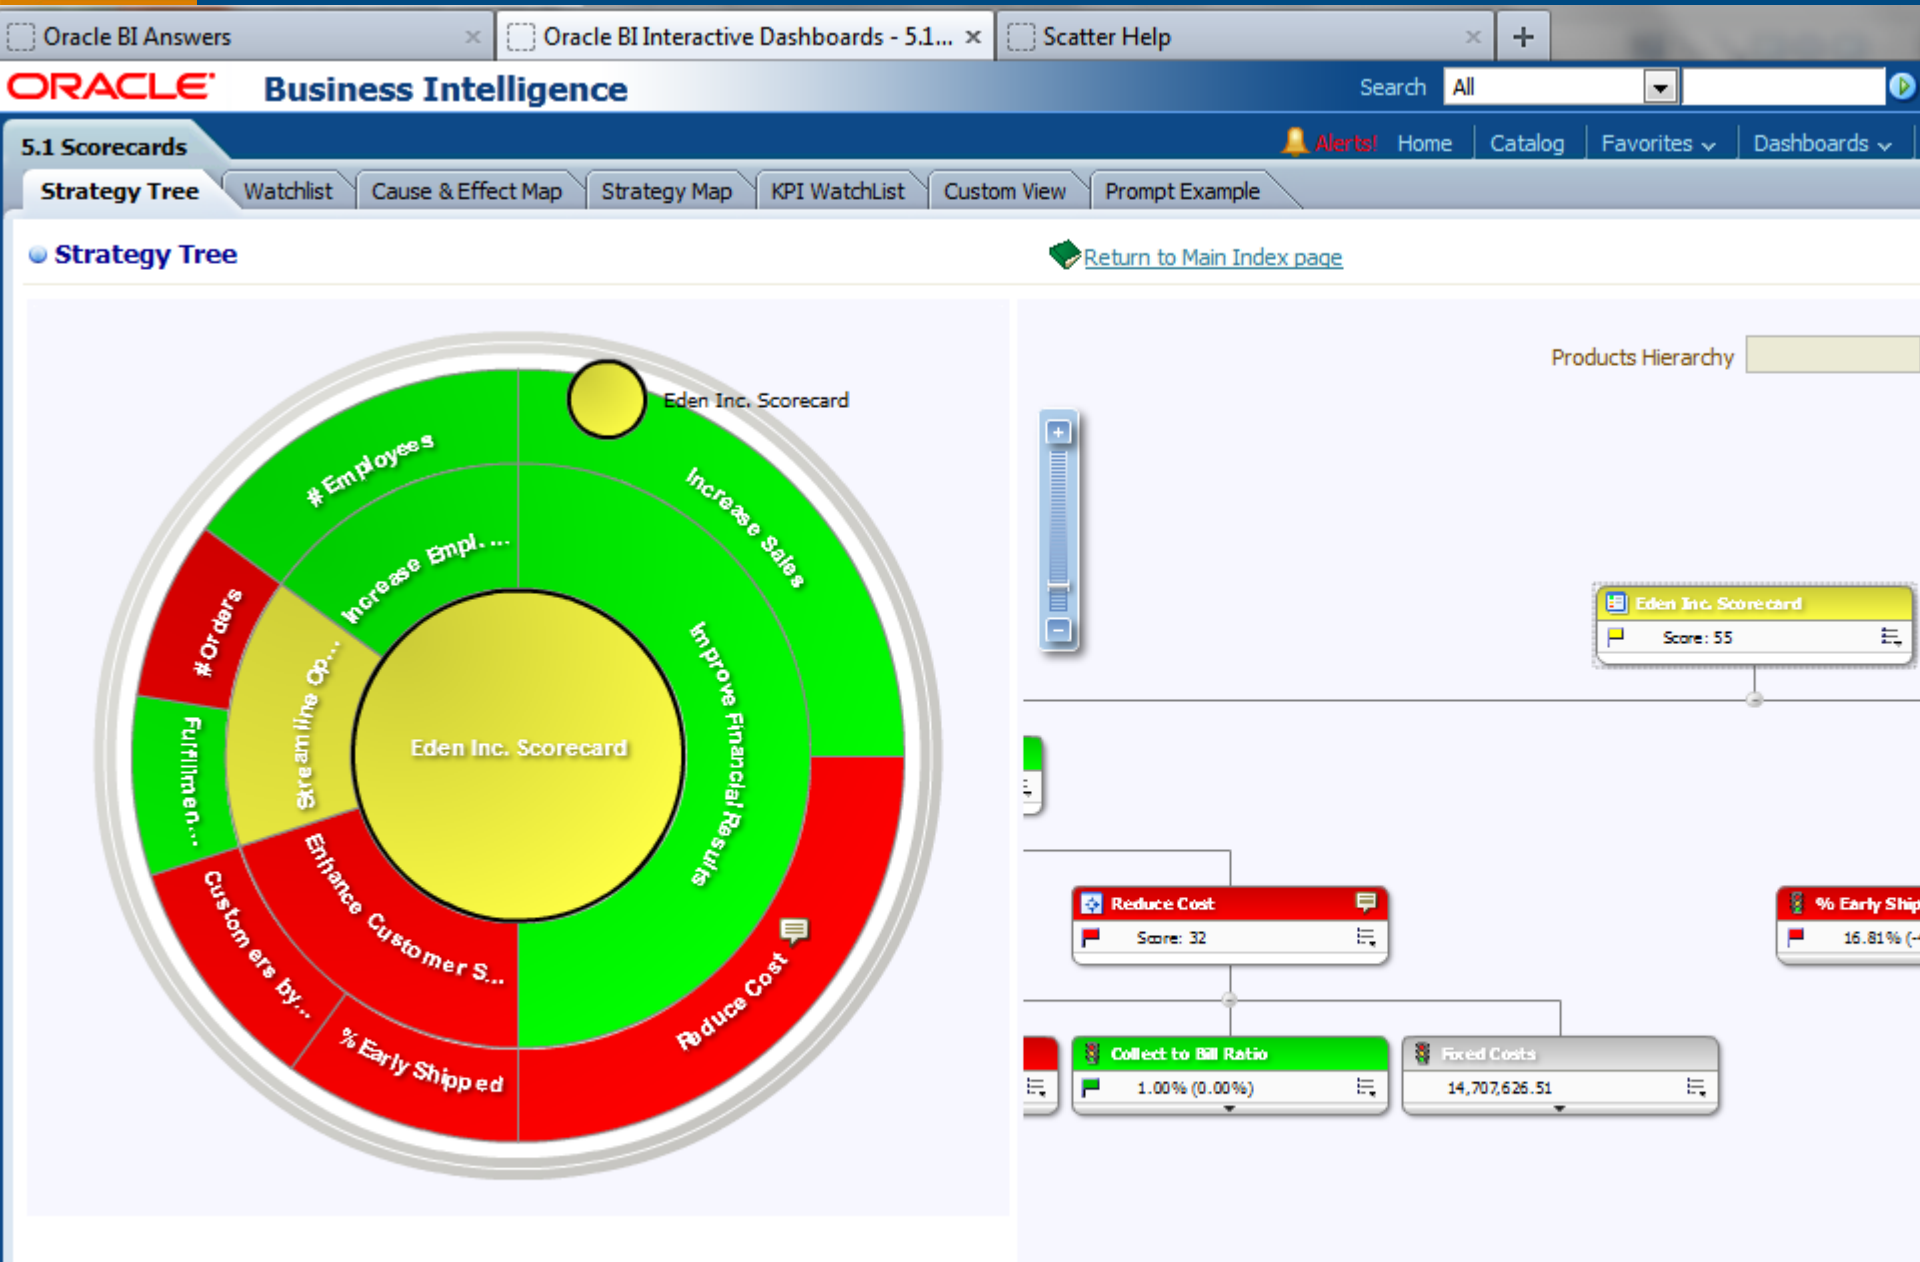 Oracle BI Answers
Oracle BI Interactive Dashboards - 5.1...
Scatter Help
ORACLE Business Intelligence
Search All
5.1 Scorecards
Alerts! Home Catalog Favorites Dashboards
Strategy Tree Watchlist Cause & Effect Map Strategy Map KPI WatchList Custom View Prompt Example
Strategy Tree
Return to Main Index page
Eden Inc. Scorecard
# Employees
Increase Sales
Increase Empl. ...
# Orders
Streamline Op...
Improve Financial Results
Eden Inc. Scorecard
Fulfillmen...
Enhance Customer S...
Customers by...
% Early Shipped
Reduce Cost
Products Hierarchy
Eden Inc. Scorecard
Score: 55
Reduce Cost
Score: 32
% Early Ship
16.81% (-
Collect to Bill Ratio
1.00% (0.00%)
Fixed Costs
14,707,626.51